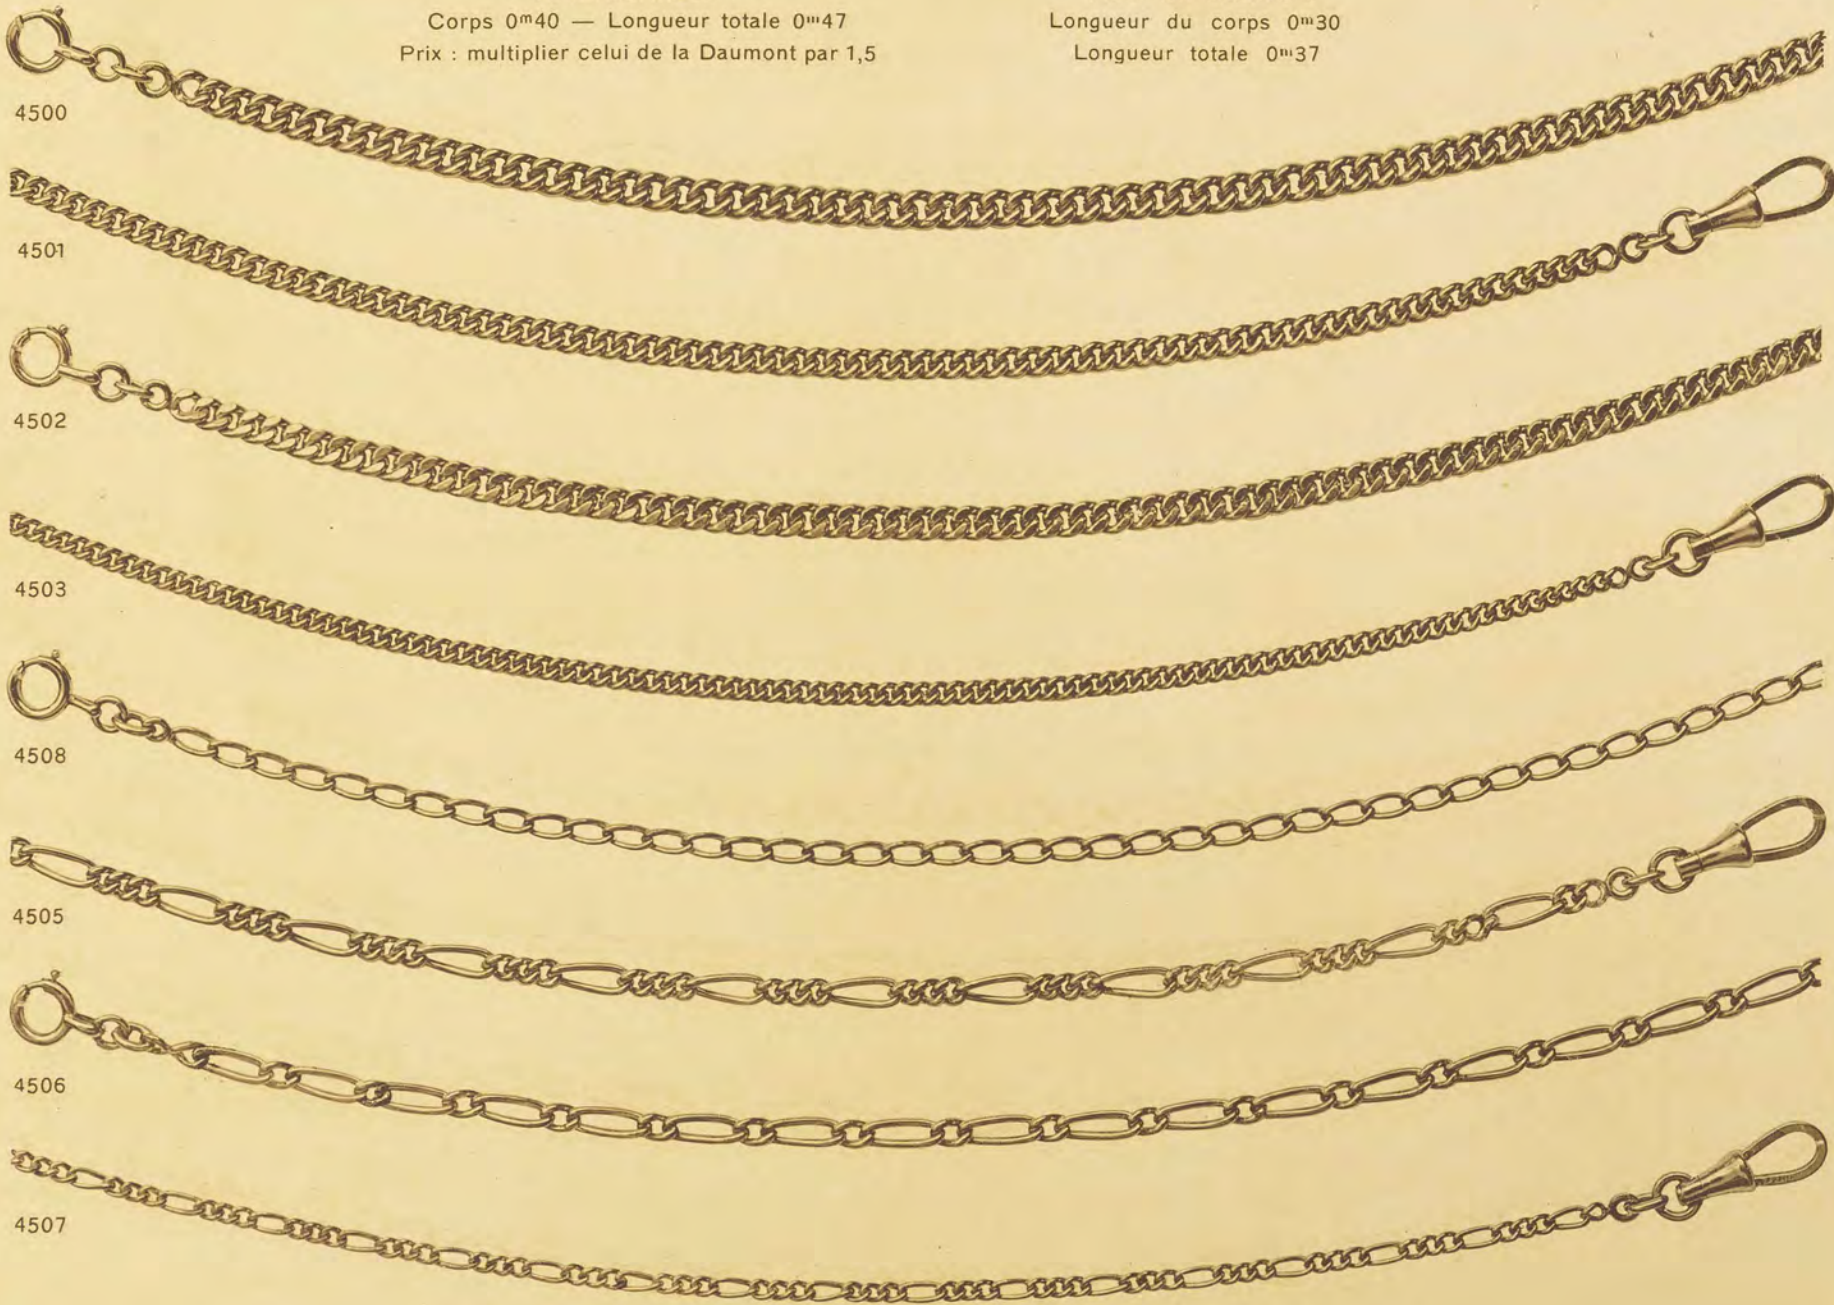 Corps 0ᵐ40 — Longueur totale 0ᵐ47
Prix : multiplier celui de la Daumont par 1,5
Longueur du corps 0ᵐ30
Longueur totale 0ᵐ37
4500
4501
4502
4503
4508
4505
4506
4507